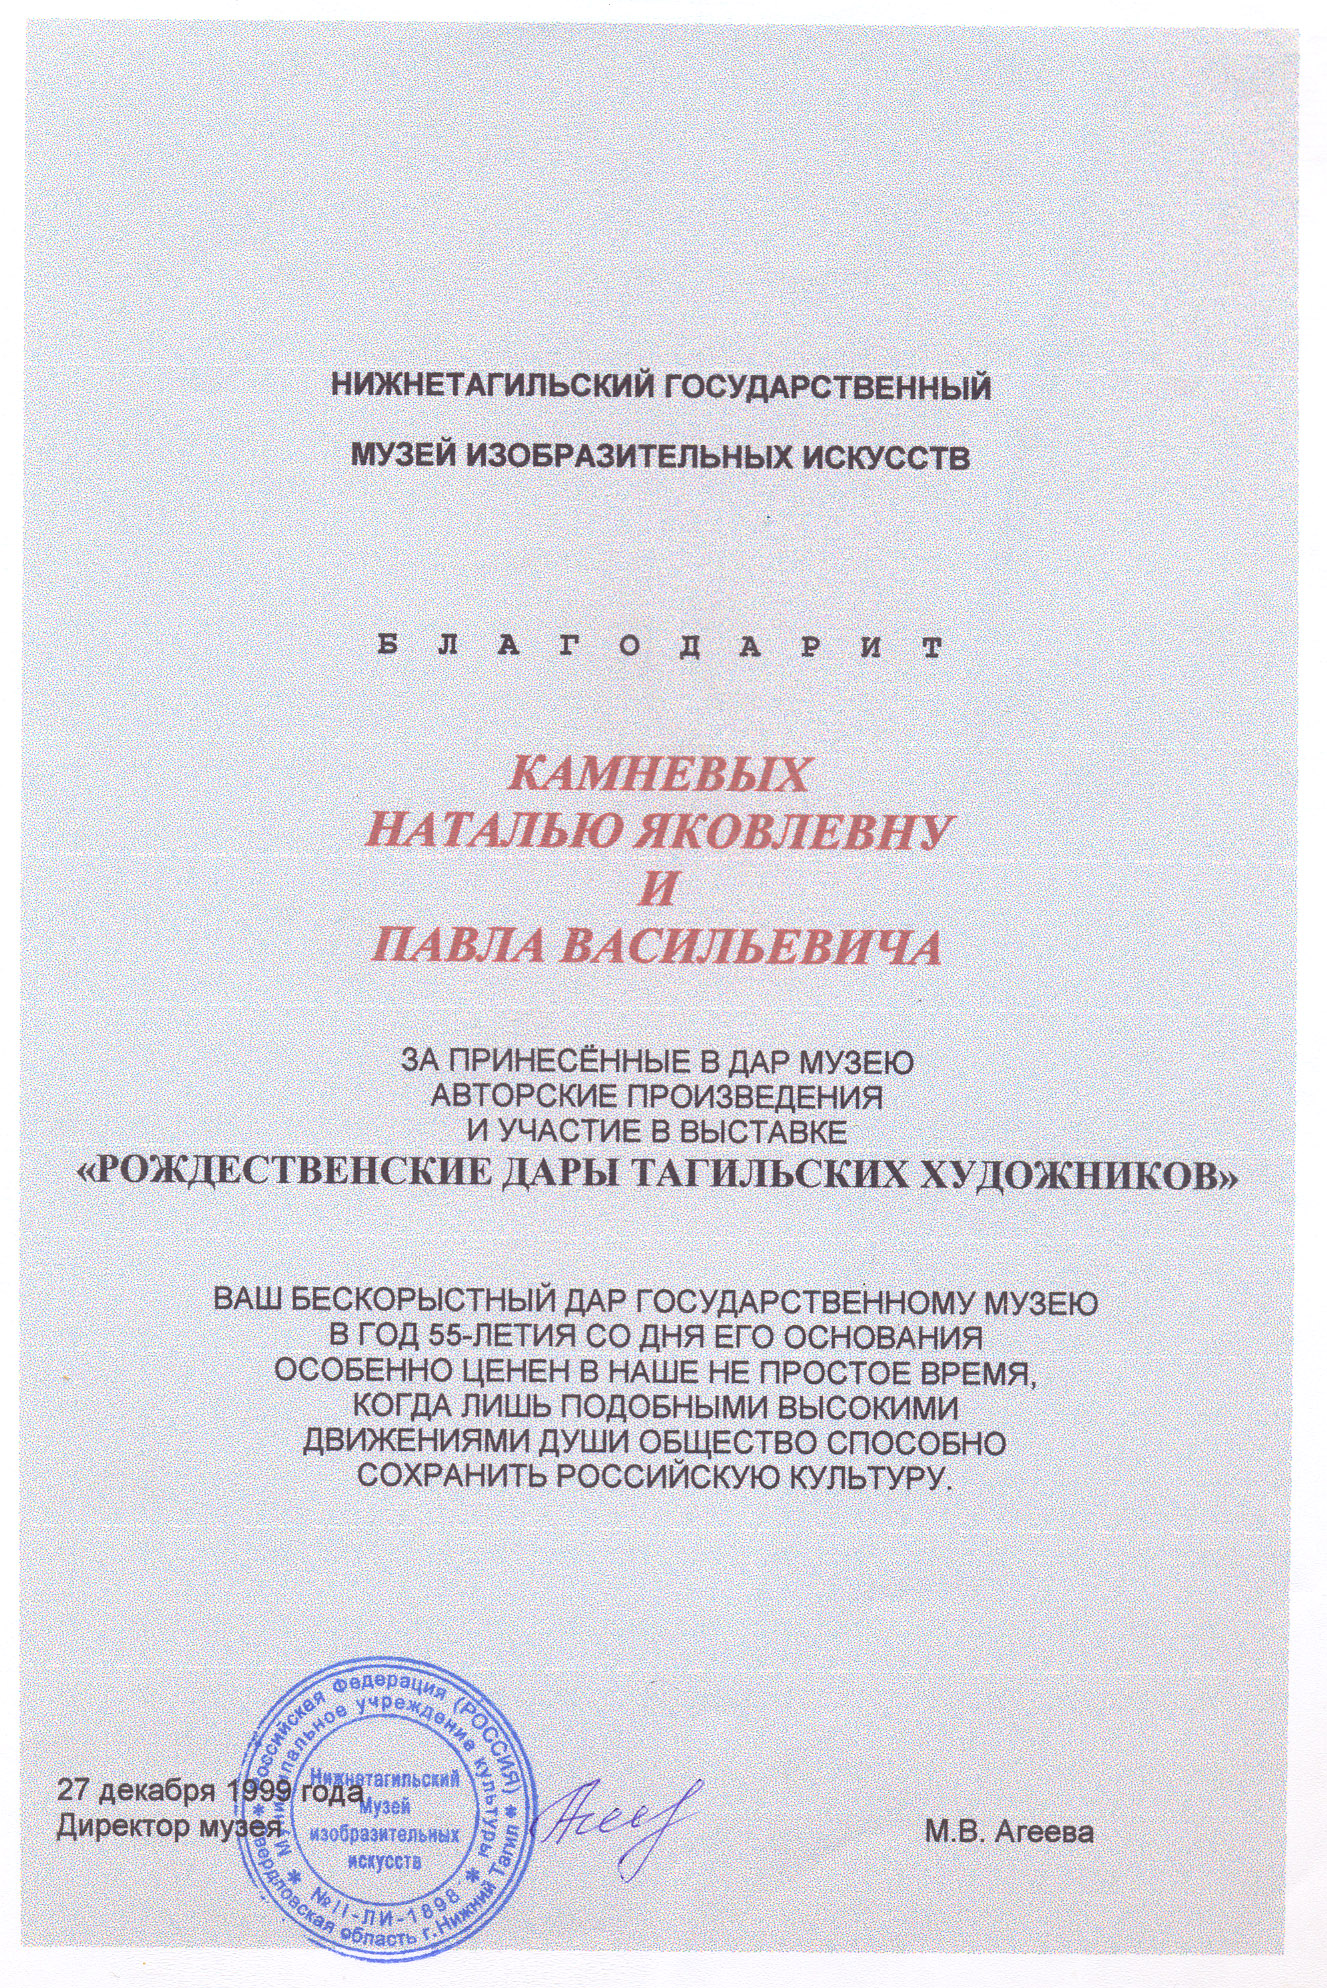 НИЖНЕТАГИЛЬСКИЙ ГОСУДАРСТВЕННЫЙ
МУЗЕЙ ИЗОБРАЗИТЕЛЬНЫХ ИСКУССТВ
Б Л А Г О Д А Р И Т
КАМНЕВЫХ
НАТАЛЬЮ ЯКОВЛЕВНУ
И
ПАВЛА ВАСИЛЬЕВИЧА
ЗА ПРИНЕСЁННЫЕ В ДАР МУЗЕЮ
АВТОРСКИЕ ПРОИЗВЕДЕНИЯ
И УЧАСТИЕ В ВЫСТАВКЕ
«РОЖДЕСТВЕНСКИЕ ДАРЫ ТАГИЛЬСКИХ ХУДОЖНИКОВ»
ВАШ БЕСКОРЫСТНЫЙ ДАР ГОСУДАРСТВЕННОМУ МУЗЕЮ
В ГОД 55-ЛЕТИЯ СО ДНЯ ЕГО ОСНОВАНИЯ
ОСОБЕННО ЦЕНЕН В НАШЕ НЕ ПРОСТОЕ ВРЕМЯ,
КОГДА ЛИШЬ ПОДОБНЫМИ ВЫСОКИМИ
ДВИЖЕНИЯМИ ДУШИ ОБЩЕСТВО СПОСОБНО
СОХРАНИТЬ РОССИЙСКУЮ КУЛЬТУРУ.
27 декабря 1999 года
Директор музея
М.В. Агеева
Российская Федерация (РОССИЯ) * Свердловская область г.Нижний Тагил *
Муниципальное учреждение культуры *
№II-ЛИ-1898 *
Нижнетагильский
Музей
изобразительных
искусств